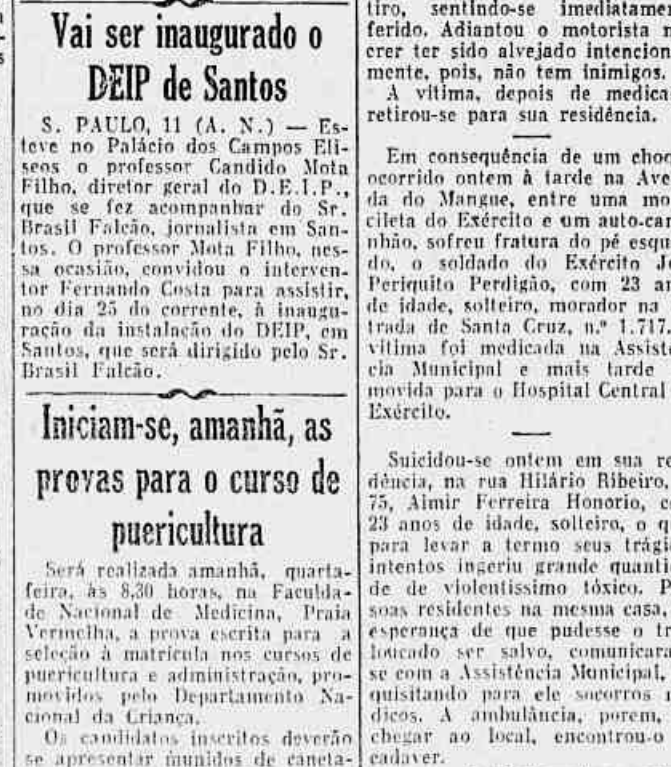 Vai ser inaugurado o
DEIP de Santos
S. PAULO, 11 (A. N.) — Es-
teve no Palácio dos Campos Elí-
seos o professor Candido Mota
Filho, diretor geral do D.E.I.P.,
que se fez acompanhar do Sr.
Brasil Falcão, jornalista em San-
tos. O professor Mota Filho, nes-
sa ocasião, convidou o interven-
tor Fernando Costa para assistir,
no dia 25 do corrente, à inaugu-
ração da instalação do DEIP, em
Santos, que será dirigido pelo Sr.
Brasil Falcão.
Iniciam-se, amanhã, as
provas para o curso de
puericultura
Será realizada amanhã, quarta-
feira, às 8,30 horas, na Faculda-
de Nacional de Medicina, Praia
Vermelha, a prova escrita para a
seleção à matrícula nos cursos de
puericultura e administração, pro-
movidos pelo Departamento Na-
cional da Criança.
Os candidatos inscritos deverão
se apresentar munidos de caneta-
tiro, sentindo-se imediatamen
ferido. Adiantou o motorista n
crer ter sido alvejado intencion
mente, pois, não tem inimigos.
A vítima, depois de medica
retirou-se para sua residência.
Em consequência de um choq
ocorrido ontem à tarde na Ave
da do Mangue, entre uma mo
cicleta do Exército e um auto-can
nhão, sofreu fratura do pé esqu
do, o soldado do Exército J
Periquito Perdigão, com 23 an
de idade, solteiro, morador na
trada de Santa Cruz, n.º 1.717.
vítima foi medicada na Assistê
cia Municipal e mais tarde
movida para o Hospital Central
Exército.
Suicidou-se ontem em sua re
dência, na rua Hilário Ribeiro,
75, Aimir Ferreira Honorio, c
23 anos de idade, solteiro, o q
para levar a termo seus trági
intentos ingeriu grande quanti
de de violentissimo tóxico. P
soas residentes na mesma casa,
esperança de que pudesse o tr
loucado ser salvo, comunicara
se com a Assistência Municipal,
quisitando para ele socorros m
dicos. A ambulância, porem,
chegar ao local, encontrou-o
cadaver.